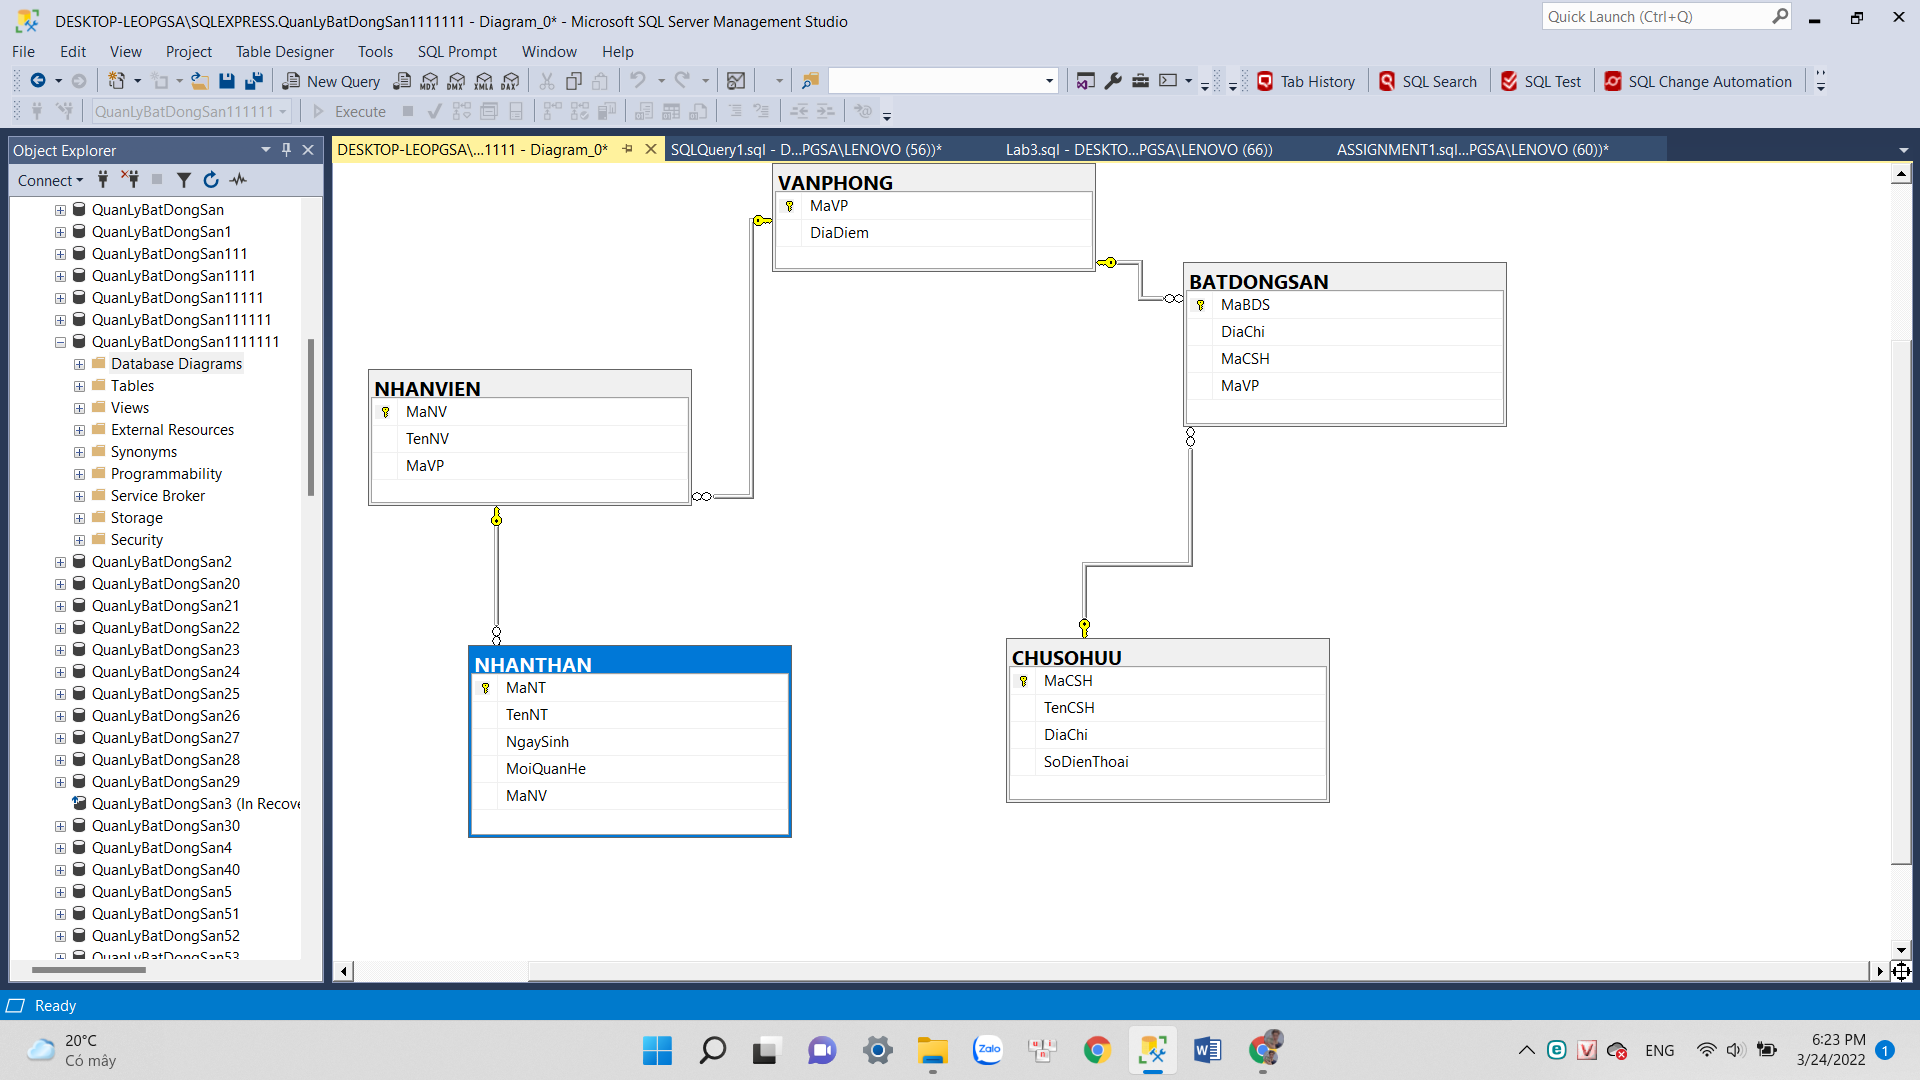 DESKTOP-LEOPGSA\SQLEXPRESS.QuanLyBatDongSan1111111 - Diagram_0* - Microsoft SQL Server Management Studio
Quick Launch (Ctrl+Q)
File Edit View Project Table Designer Tools SQL Prompt Window Help
New Query MDX DMX XMLA DAX Tab History SQL Search SQL Test SQL Change Automation
QuanLyBatDongSan111111 Execute
Object Explorer
DESKTOP-LEOPGSA\...1111 - Diagram_0* SQLQuery1.sql - D...PGSA\LENOVO (56))* Lab3.sql - DESKTO...PGSA\LENOVO (66)) ASSIGNMENT1.sql...PGSA\LENOVO (60))*
Connect
QuanLyBatDongSan
QuanLyBatDongSan1
QuanLyBatDongSan111
QuanLyBatDongSan1111
QuanLyBatDongSan11111
QuanLyBatDongSan111111
QuanLyBatDongSan1111111
Database Diagrams
Tables
Views
External Resources
Synonyms
Programmability
Service Broker
Storage
Security
QuanLyBatDongSan2
QuanLyBatDongSan20
QuanLyBatDongSan21
QuanLyBatDongSan22
QuanLyBatDongSan23
QuanLyBatDongSan24
QuanLyBatDongSan25
QuanLyBatDongSan26
QuanLyBatDongSan27
QuanLyBatDongSan28
QuanLyBatDongSan29
QuanLyBatDongSan3 (In Recove
QuanLyBatDongSan30
QuanLyBatDongSan4
QuanLyBatDongSan40
QuanLyBatDongSan5
QuanLyBatDongSan51
QuanLyBatDongSan52
QuanLyBatDongSan53
VANPHONG
MaVP
DiaDiem
BATDONGSAN
MaBDS
DiaChi
MaCSH
MaVP
NHANVIEN
MaNV
TenNV
MaVP
NHANTHAN
MaNT
TenNT
NgaySinh
MoiQuanHe
MaNV
CHUSOHUU
MaCSH
TenCSH
DiaChi
SoDienThoai
Ready
20°C
Có mây
Zalo
ENG
6:23 PM
3/24/2022
1